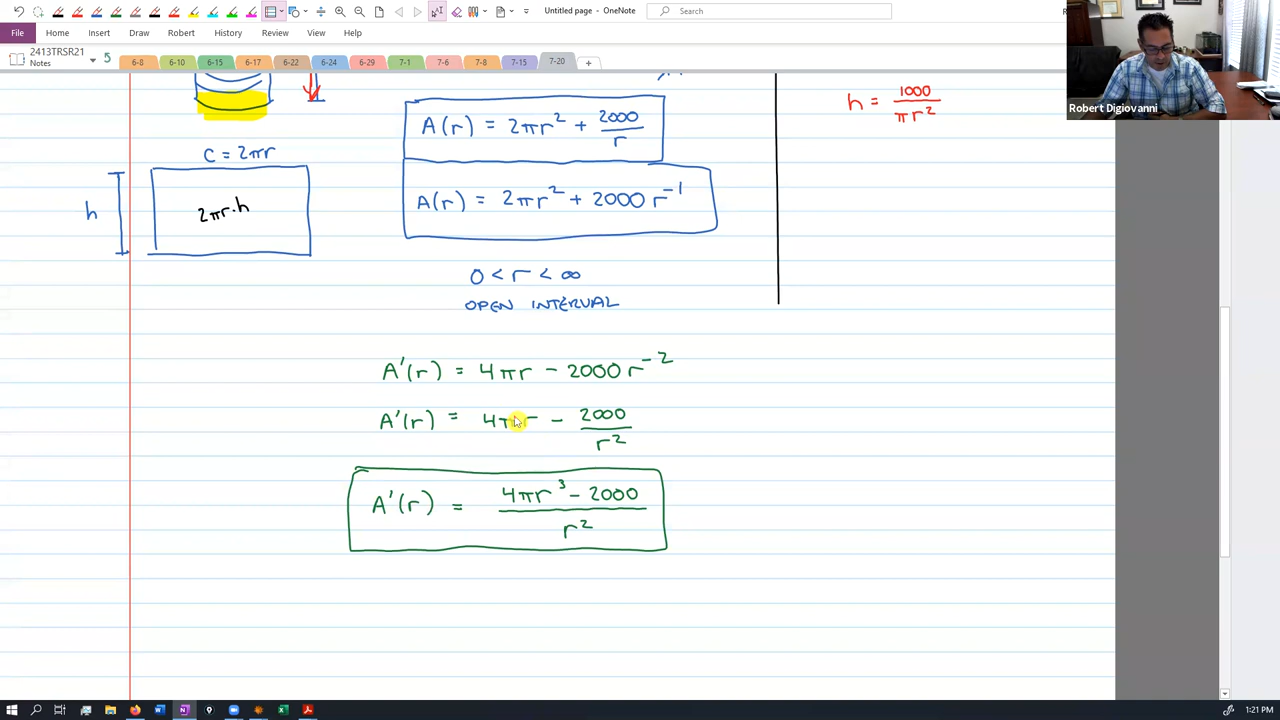 Untitled page - OneNote
Search
File Home Insert Draw Robert History Review View Help
2413TRSR21
Notes
5
6-8 6-10 6-15 6-17 6-22 6-24 6-29 7-1 7-6 7-8 7-15 7-20 +
Robert Digiovanni
h = 1000 / πr²
C = 2πr
h
2πr·h
A(r) = 2πr² + 2000/r
A(r) = 2πr² + 2000 r⁻¹
0 < r < ∞
OPEN INTERVAL
A'(r) = 4πr - 2000 r⁻²
A'(r) = 4πr - 2000/r²
A'(r) = (4πr³ - 2000)/r²
1:21 PM